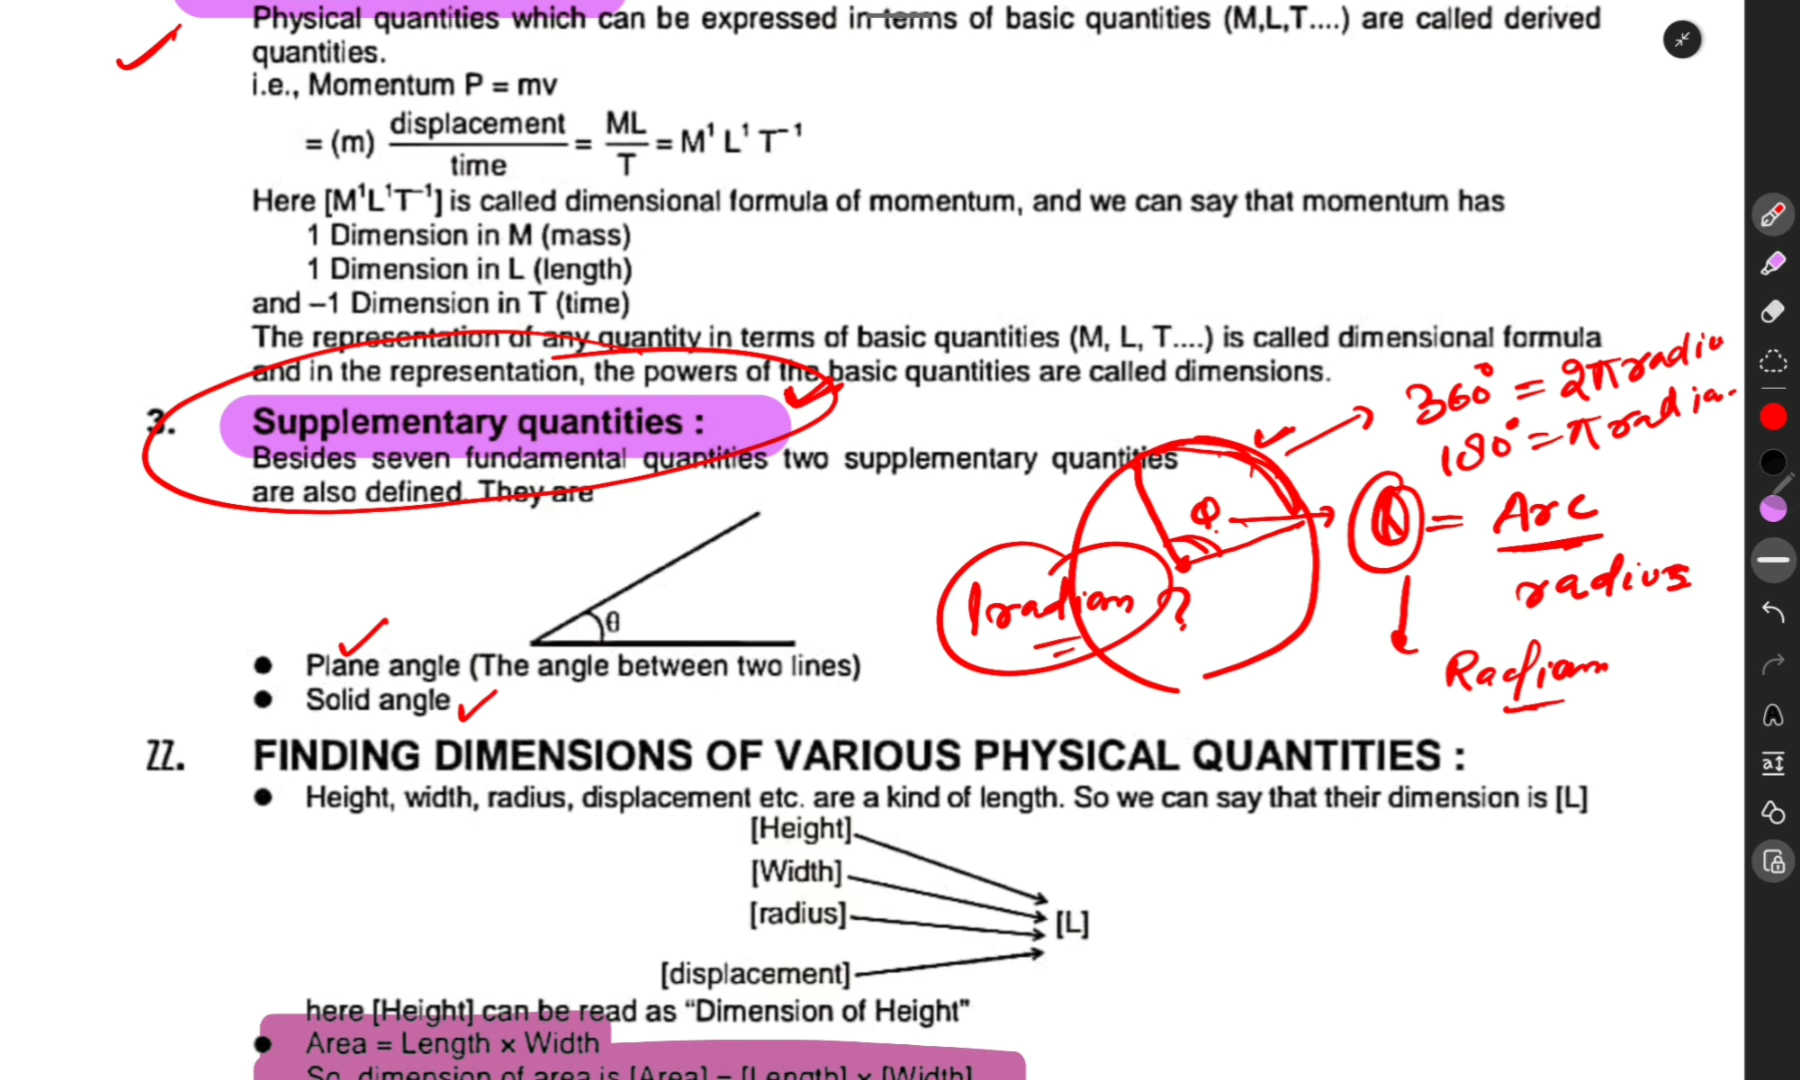 Physical quantities which can be expressed in terms of basic quantities (M,L,T....) are called derived
quantities.
i.e., Momentum P = mv
= (m) displacement/time = ML/T = M¹ L¹ T⁻¹
Here [M¹L¹T⁻¹] is called dimensional formula of momentum, and we can say that momentum has
1 Dimension in M (mass)
1 Dimension in L (length)
and –1 Dimension in T (time)
The representation of any quantity in terms of basic quantities (M, L, T....) is called dimensional formula
and in the representation, the powers of the basic quantities are called dimensions.
3. Supplementary quantities :
Besides seven fundamental quantities two supplementary quantities
are also defined. They are
360° = 2π radia
180° = π radia.
θ
= Arc
radius
1 radian ?
Radian
θ
● Plane angle (The angle between two lines)
● Solid angle
ZZ. FINDING DIMENSIONS OF VARIOUS PHYSICAL QUANTITIES :
● Height, width, radius, displacement etc. are a kind of length. So we can say that their dimension is [L]
[Height]
[Width]
[radius]
[L]
[displacement]
here [Height] can be read as “Dimension of Height”
● Area = Length × Width
So, dimension of area is [Area] = [Length] × [Width]